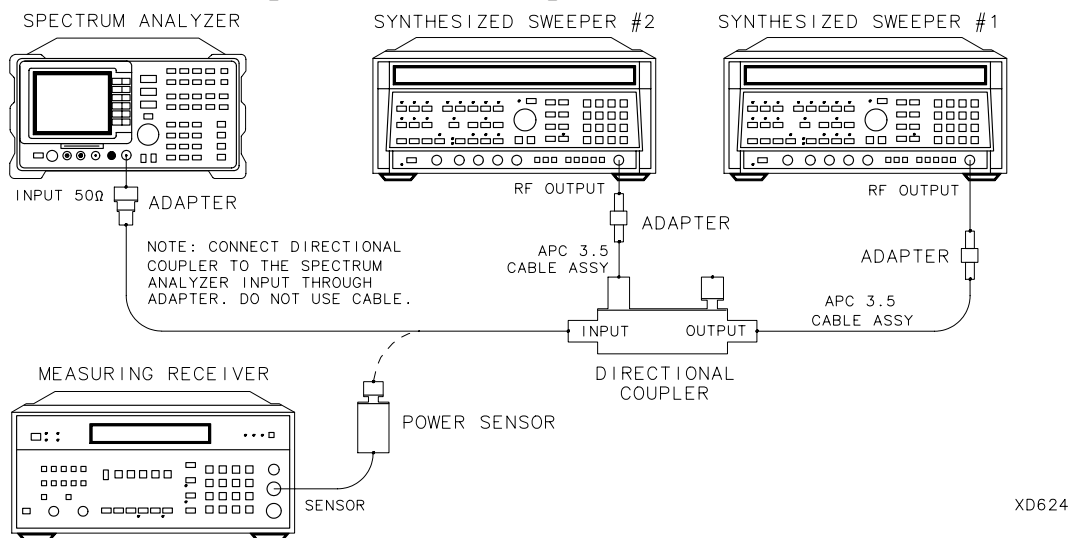 SPECTRUM ANALYZER
SYNTHESIZED SWEEPER #2
SYNTHESIZED SWEEPER #1
INPUT 50Ω
ADAPTER
RF OUTPUT
RF OUTPUT
ADAPTER
ADAPTER
NOTE: CONNECT DIRECTIONAL
COUPLER TO THE SPECTRUM
ANALYZER INPUT THROUGH
ADAPTER. DO NOT USE CABLE.
APC 3.5
CABLE ASSY
APC 3.5
CABLE ASSY
INPUT
OUTPUT
DIRECTIONAL
COUPLER
MEASURING RECEIVER
POWER SENSOR
SENSOR
XD624